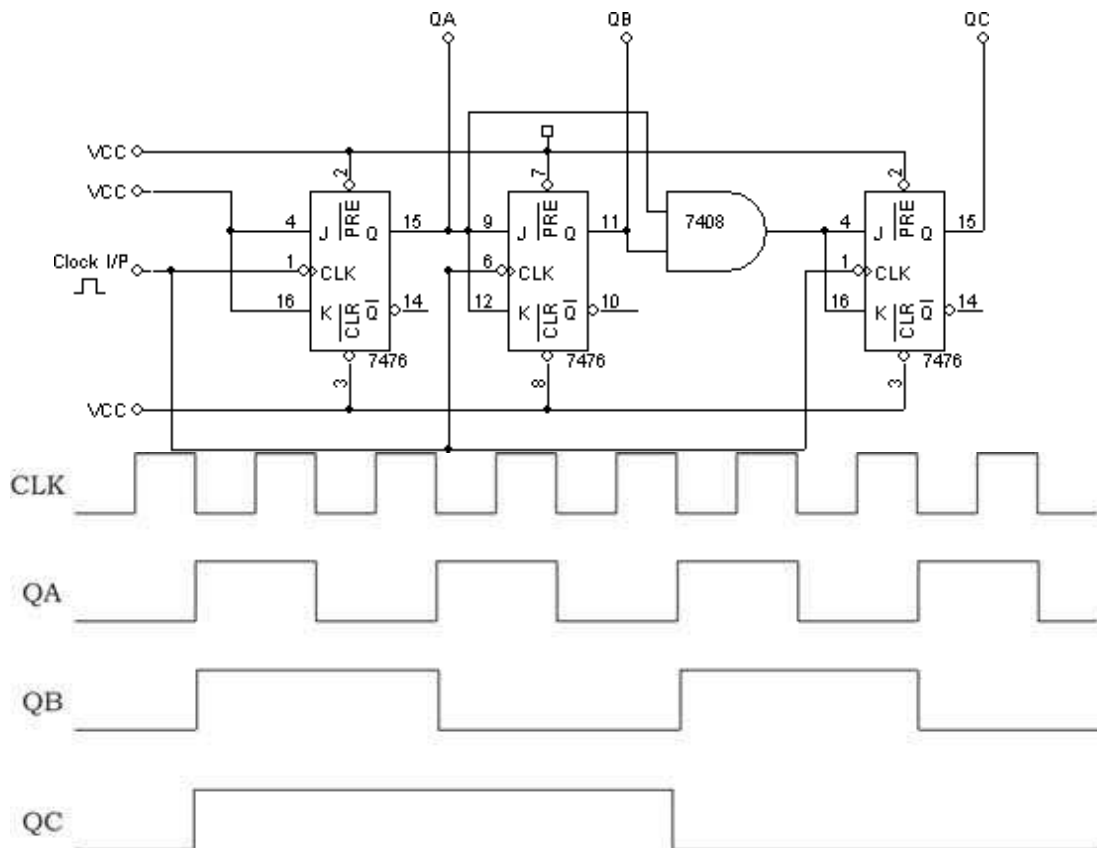 QA QB QC
VCC
VCC
2 7 2
4 J PRE Q 15 9 J PRE Q 11 7408 4 J PRE Q 15
Clock I/P 1 CLK 6 CLK 1 CLK
16 K CLR Q 14 12 K CLR Q 10 16 K CLR Q 14
7476 7476 7476
3 8 3
VCC
CLK
QA
QB
QC